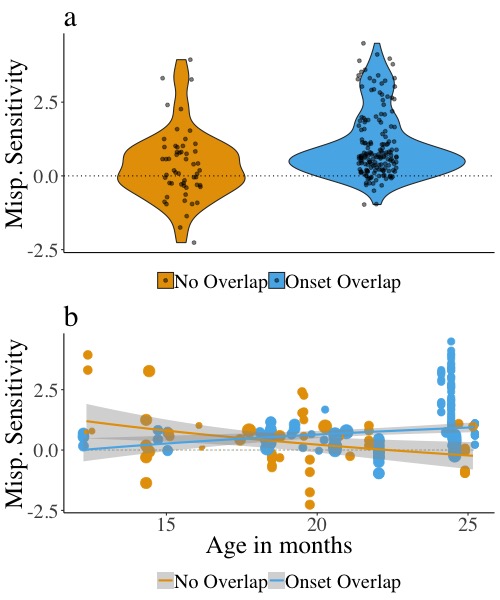 a
Misp. Sensitivity
2.5
0.0
-2.5
No Overlap Onset Overlap
b
Misp. Sensitivity
2.5
0.0
-2.5
15 20 25
Age in months
No Overlap Onset Overlap